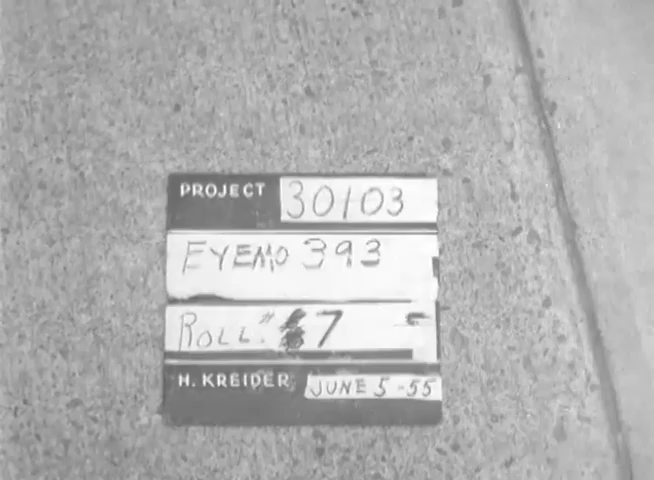 PROJECT 30103
EYEMO 393
ROLL # 7
H. KREIDER JUNE 5-55